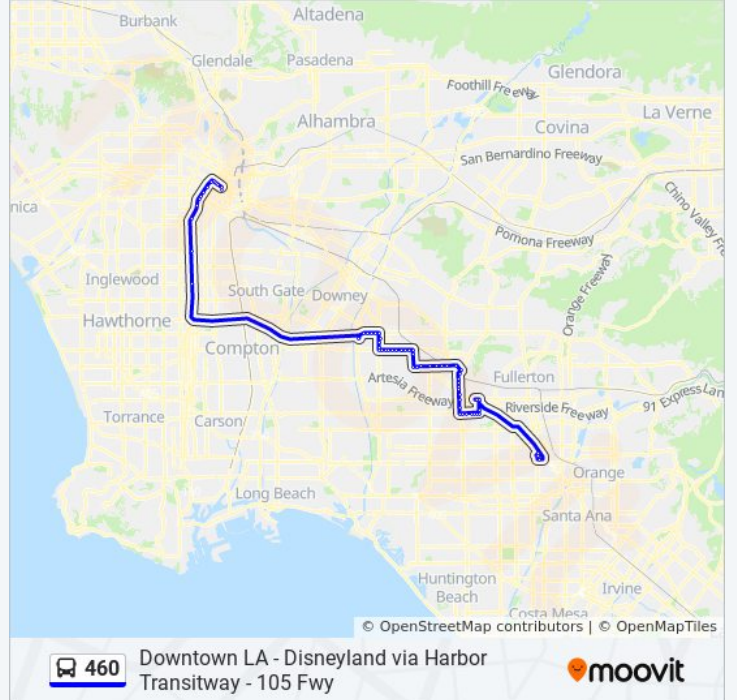 Burbank
Altadena
Glendale
Pasadena
Foothill Freeway
Glendora
Alhambra
La Verne
Covina
San Bernardino Freeway
nica
Chino Valley Fre
Pomona Freeway
Orange Freeway
Inglewood
South Gate
Downey
Hawthorne
Compton
Artesia Freeway
Fullerton
91 Express Lan
Riverside Freeway
Torrance
Carson
Orange
Long Beach
Santa Ana
Huntington
Beach
Irvine
Costa Mesa
© OpenStreetMap contributors | © OpenMapTiles
460
Downtown LA - Disneyland via Harbor
Transitway - 105 Fwy
moovit